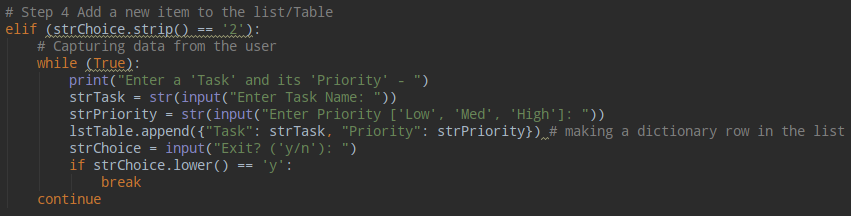 # Step 4 Add a new item to the list/Table
elif (strChoice.strip() == '2'):
    # Capturing data from the user
    while (True):
        print("Enter a 'Task' and its 'Priority' - ")
        strTask = str(input("Enter Task Name: "))
        strPriority = str(input("Enter Priority ['Low', 'Med', 'High']: "))
        lstTable.append({"Task": strTask, "Priority": strPriority}) # making a dictionary row in the list
        strChoice = input("Exit? ('y/n'): ")
        if strChoice.lower() == 'y':
            break
    continue